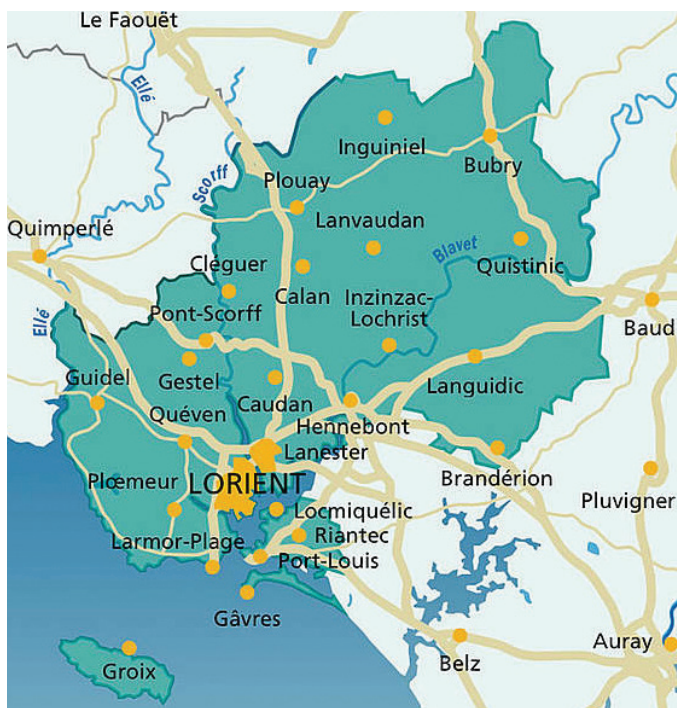 Le Faouët
Ellé
Inguiniel
Bubry
Scorff
Plouay
Lanvaudan
Quimperlé
Blavet
Cléguer
Calan
Quistinic
Pont-Scorff
Inzinzac-
Lochrist
Ellé
Baud
Guidel
Gestel
Languidic
Quéven
Caudan
Hennebont
Lanester
Brandérion
Plœmeur
LORIENT
Pluvigner
Locmiquélic
Riantec
Larmor-Plage
Port-Louis
Gâvres
Auray
Belz
Groix